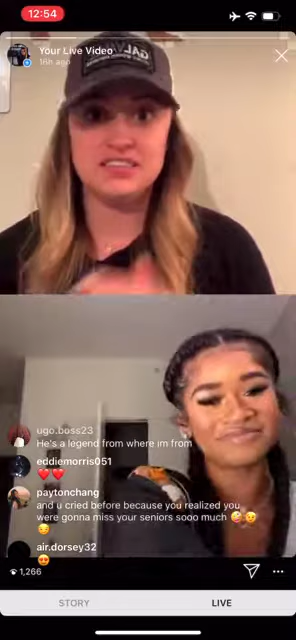 12:54
Your Live Video
16h ago
ugo.boss23
He's a legend from where im from
eddiemorris051
paytonchang
and u cried before because you realized you
were gonna miss your seniors sooo much
air.dorsey32
1,266
STORY
LIVE